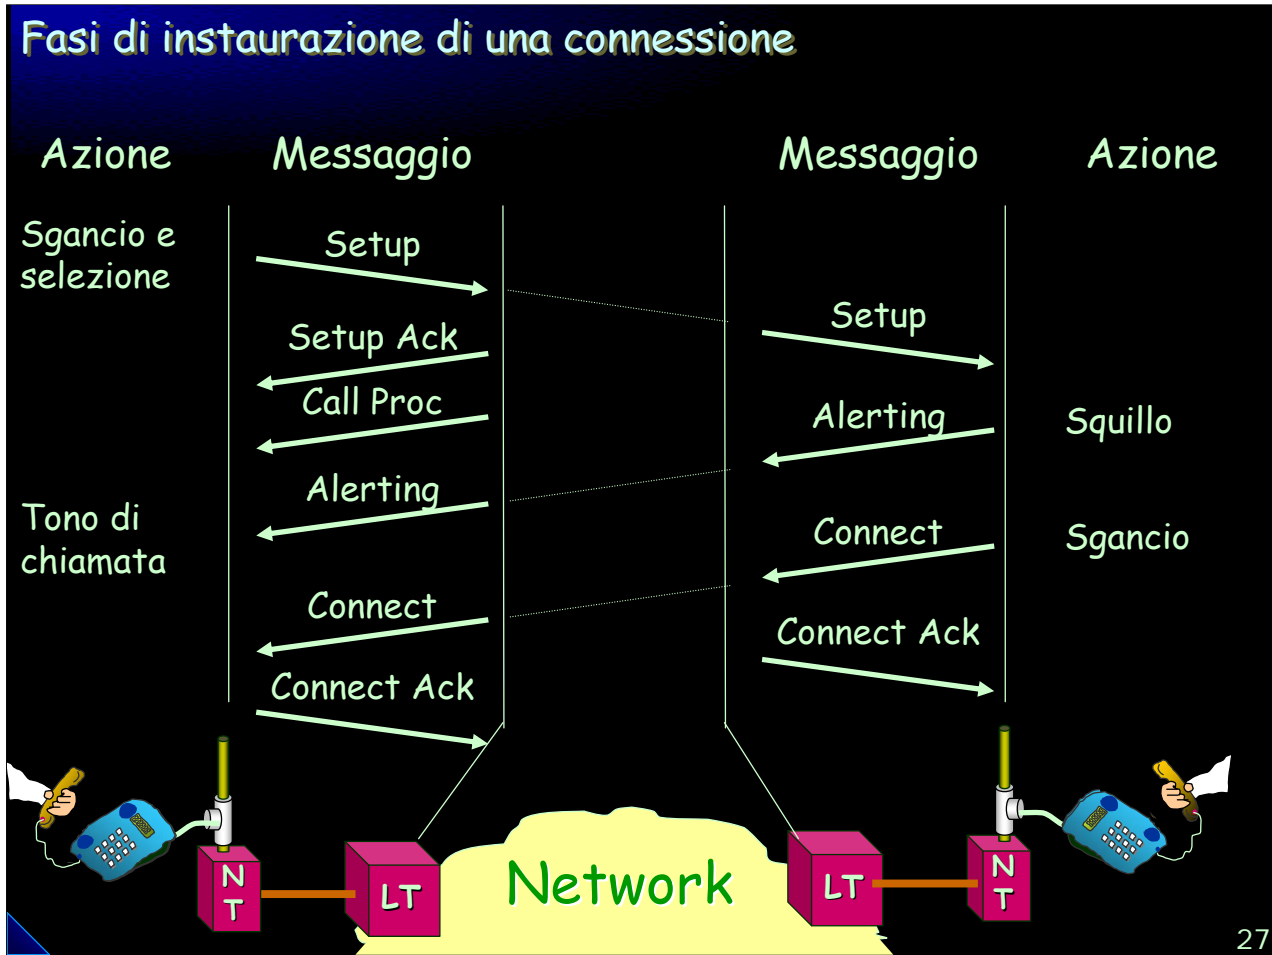 Fasi di instaurazione di una connessione
Azione Messaggio Messaggio Azione
Sgancio e
selezione
Setup
Setup
Setup Ack
Call Proc
Alerting
Squillo
Alerting
Tono di
chiamata
Connect
Sgancio
Connect
Connect Ack
Connect Ack
N
T
LT
Network
LT
N
T
27